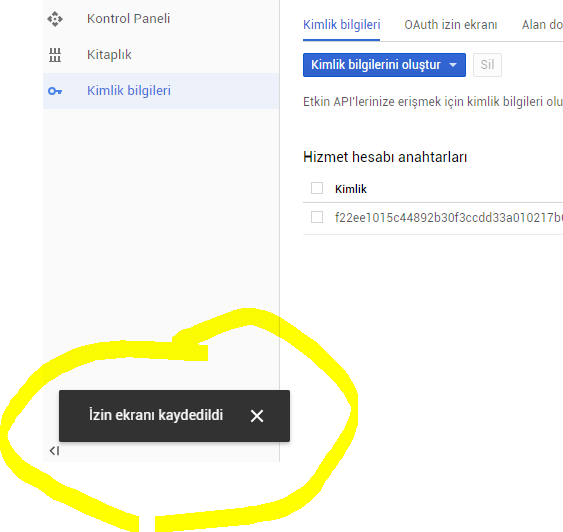 Kontrol Paneli
Kitaplık
Kimlik bilgileri
Kimlik bilgileri OAuth izin ekranı Alan do
Kimlik bilgilerini oluştur Sil
Etkin API'lerinize erişmek için kimlik bilgileri olu
Hizmet hesabı anahtarları
Kimlik
f22ee1015c44892b30f3ccdd33a010217b
İzin ekranı kaydedildi